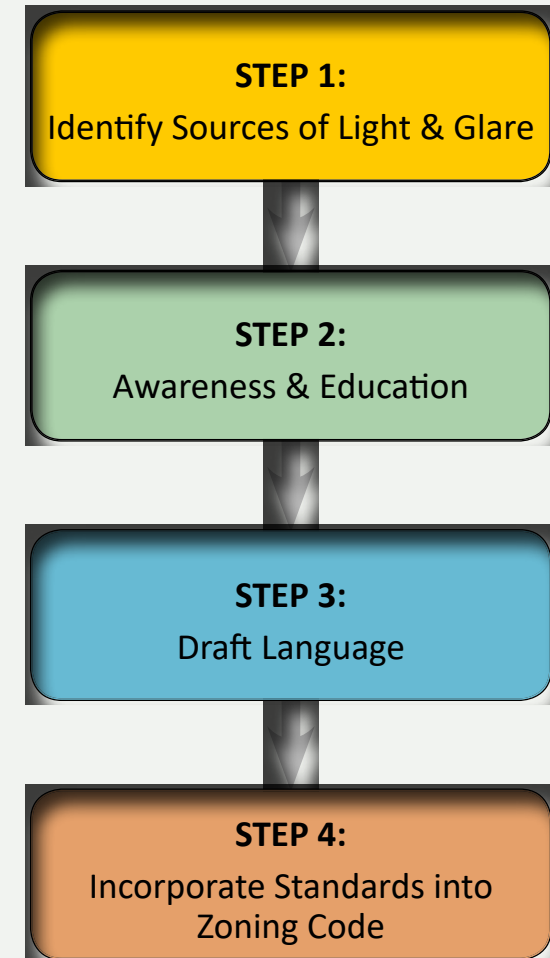 STEP 1:
Identify Sources of Light & Glare
STEP 2:
Awareness & Education
STEP 3:
Draft Language
STEP 4:
Incorporate Standards into
Zoning Code